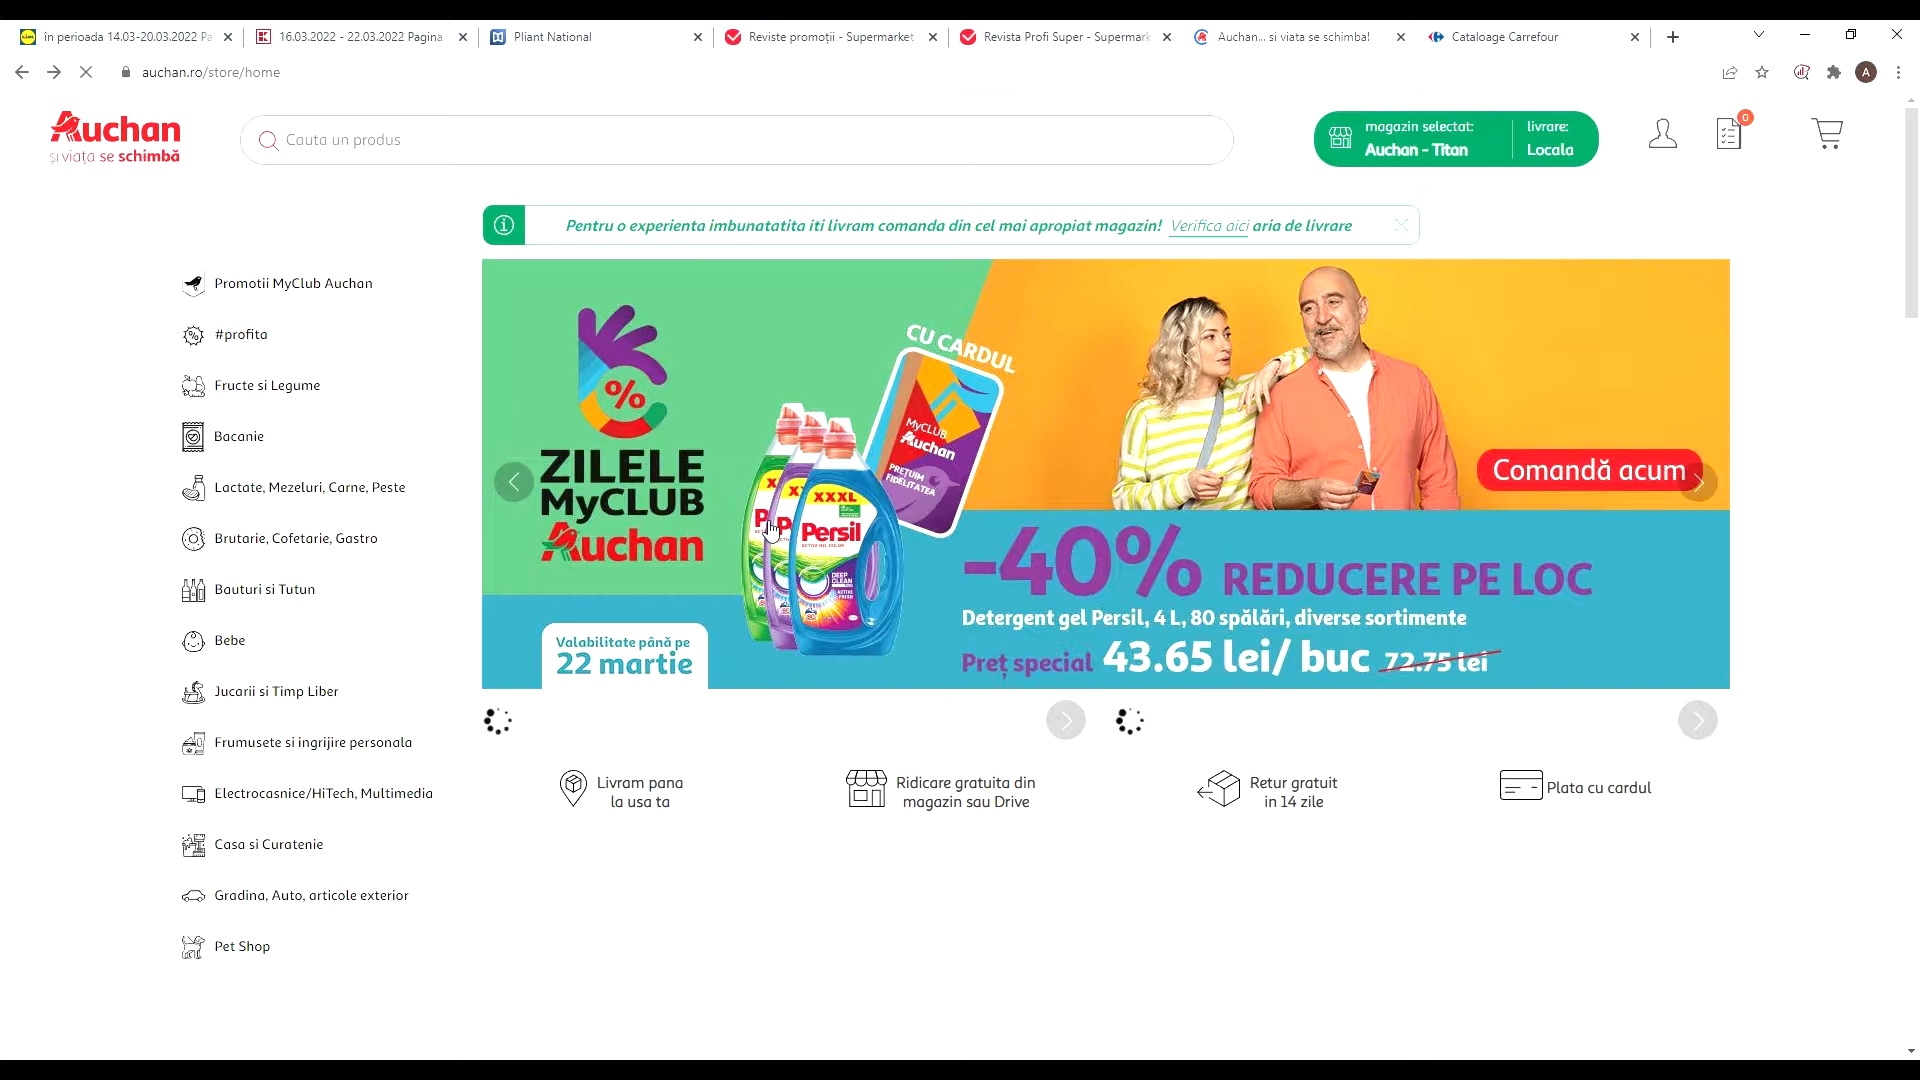 în perioada 14.03-20.03.2022 Pa
16.03.2022 - 22.03.2022 Pagina
Pliant National
Reviste promoții - Supermarket
Revista Profi Super - Supermark
Auchan... si viata se schimba!
Cataloage Carrefour
auchan.ro/store/home
A
Auchan
și viața se schimbă
Cauta un produs
magazin selectat:
Auchan - Titan
livrare:
Locala
0
Pentru o experienta imbunatatita iti livram comanda din cel mai apropiat magazin! Verifica aici aria de livrare
Promotii MyClub Auchan
#profita
Fructe si Legume
Bacanie
Lactate, Mezeluri, Carne, Peste
Brutarie, Cofetarie, Gastro
Bauturi si Tutun
Bebe
Jucarii si Timp Liber
Frumusete si ingrijire personala
Electrocasnice/HiTech, Multimedia
Casa si Curatenie
Gradina, Auto, articole exterior
Pet Shop
%
ZILELE
MyCLUB
Auchan
Valabilitate până pe
22 martie
CU CARDUL
MyCLUB
Auchan
PREȚUIM
FIDELITATEA
XXXL
Persil
DEEP
CLEAN
Comandă acum
-40% REDUCERE PE LOC
Detergent gel Persil, 4 L, 80 spălări, diverse sortimente
Preț special 43.65 lei/ buc 72.75 lei
Livram pana
la usa ta
Ridicare gratuita din
magazin sau Drive
Retur gratuit
in 14 zile
Plata cu cardul